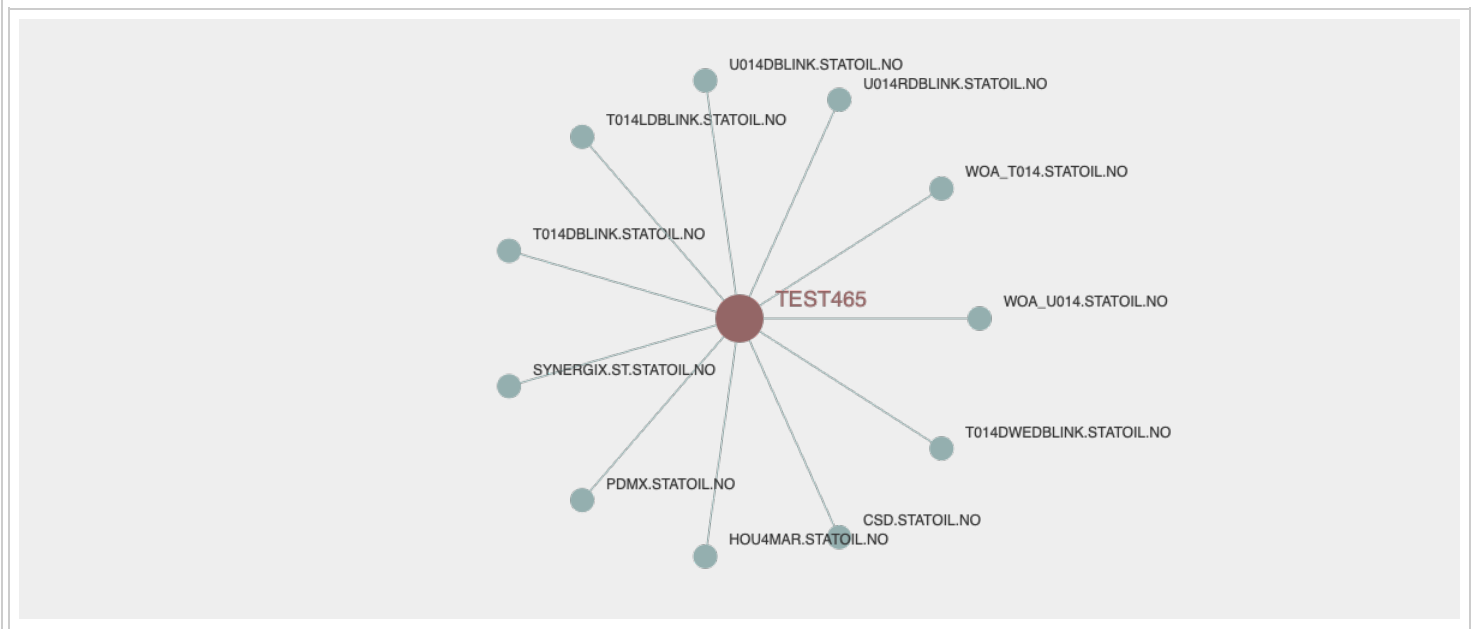 U014DBLINK.STATOIL.NO
U014RDBLINK.STATOIL.NO
T014LDBLINK.STATOIL.NO
WOA_T014.STATOIL.NO
T014DBLINK.STATOIL.NO
TEST465
WOA_U014.STATOIL.NO
SYNERGIX.ST.STATOIL.NO
T014DWEDBLINK.STATOIL.NO
PDMX.STATOIL.NO
CSD.STATOIL.NO
HOU4MAR.STATOIL.NO